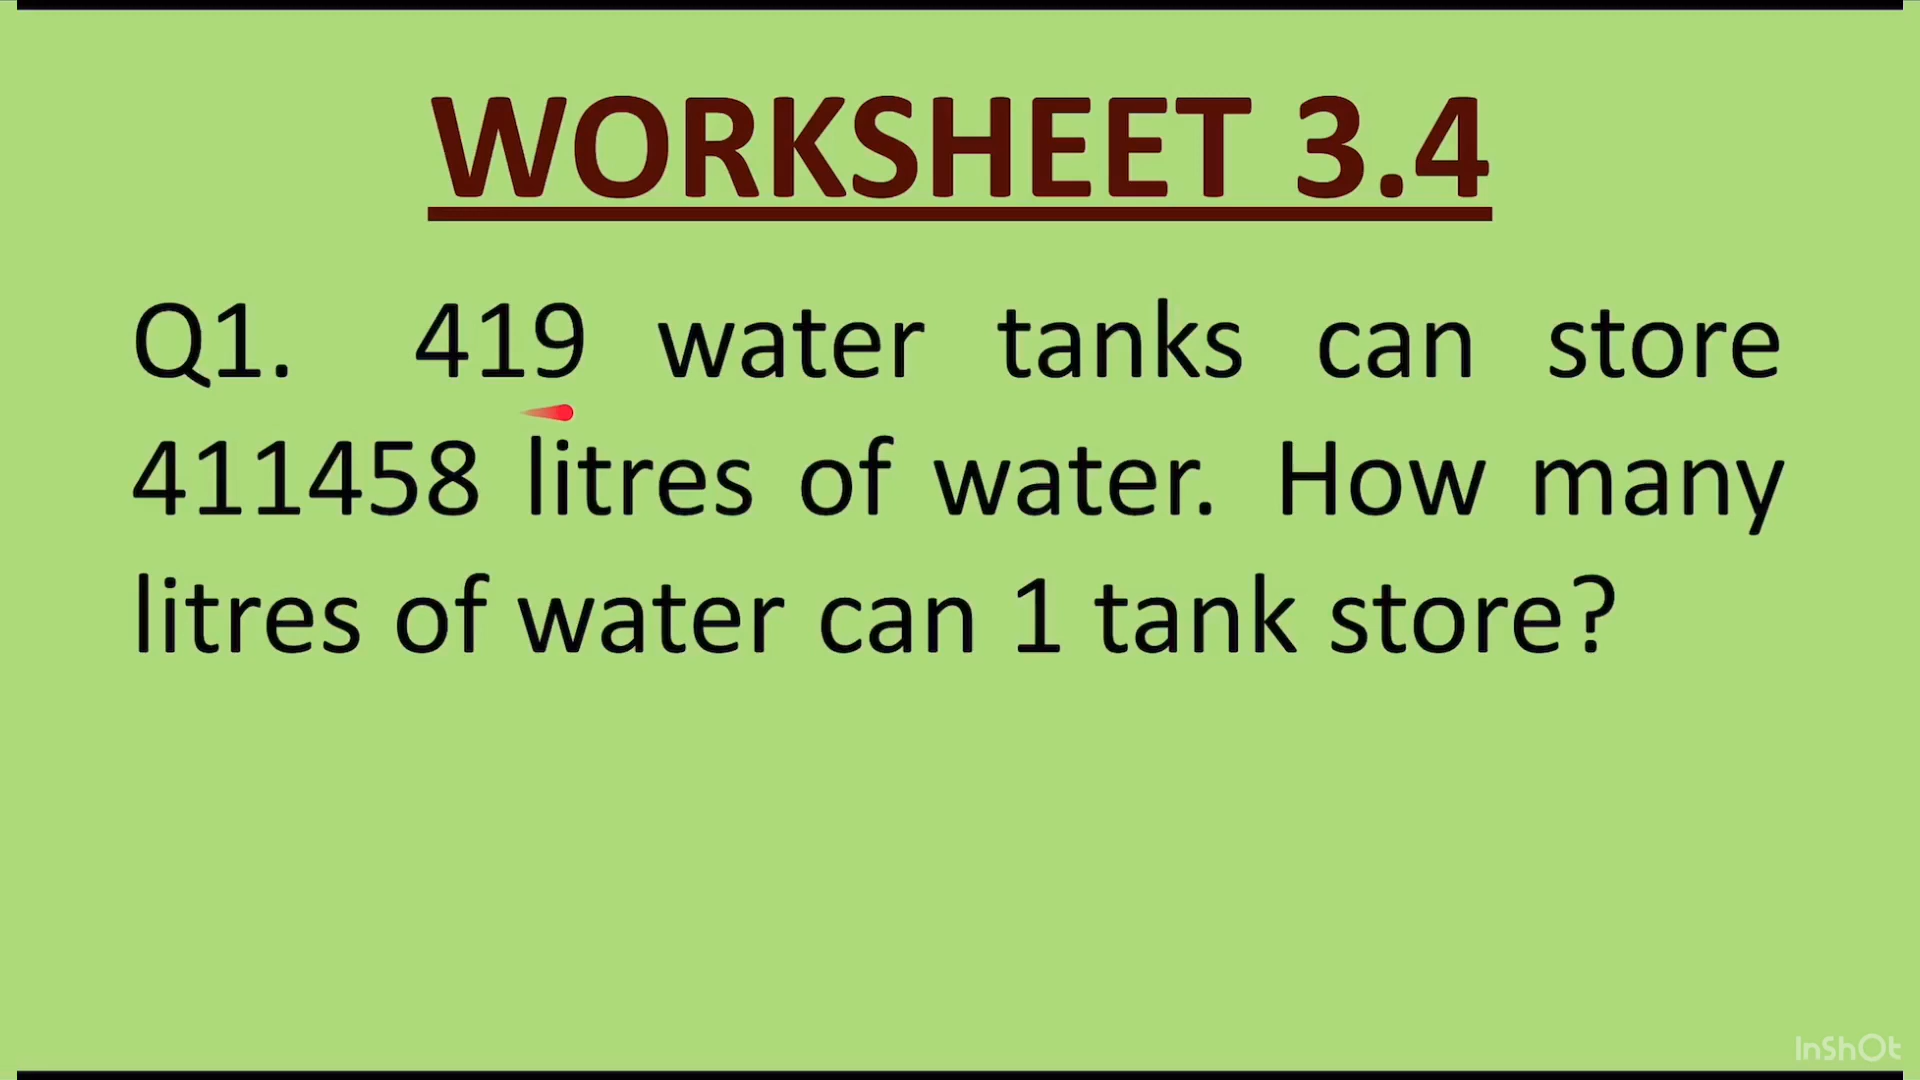 WORKSHEET 3.4
Q1. 419 water tanks can store
411458 litres of water. How many
litres of water can 1 tank store?
InShOt